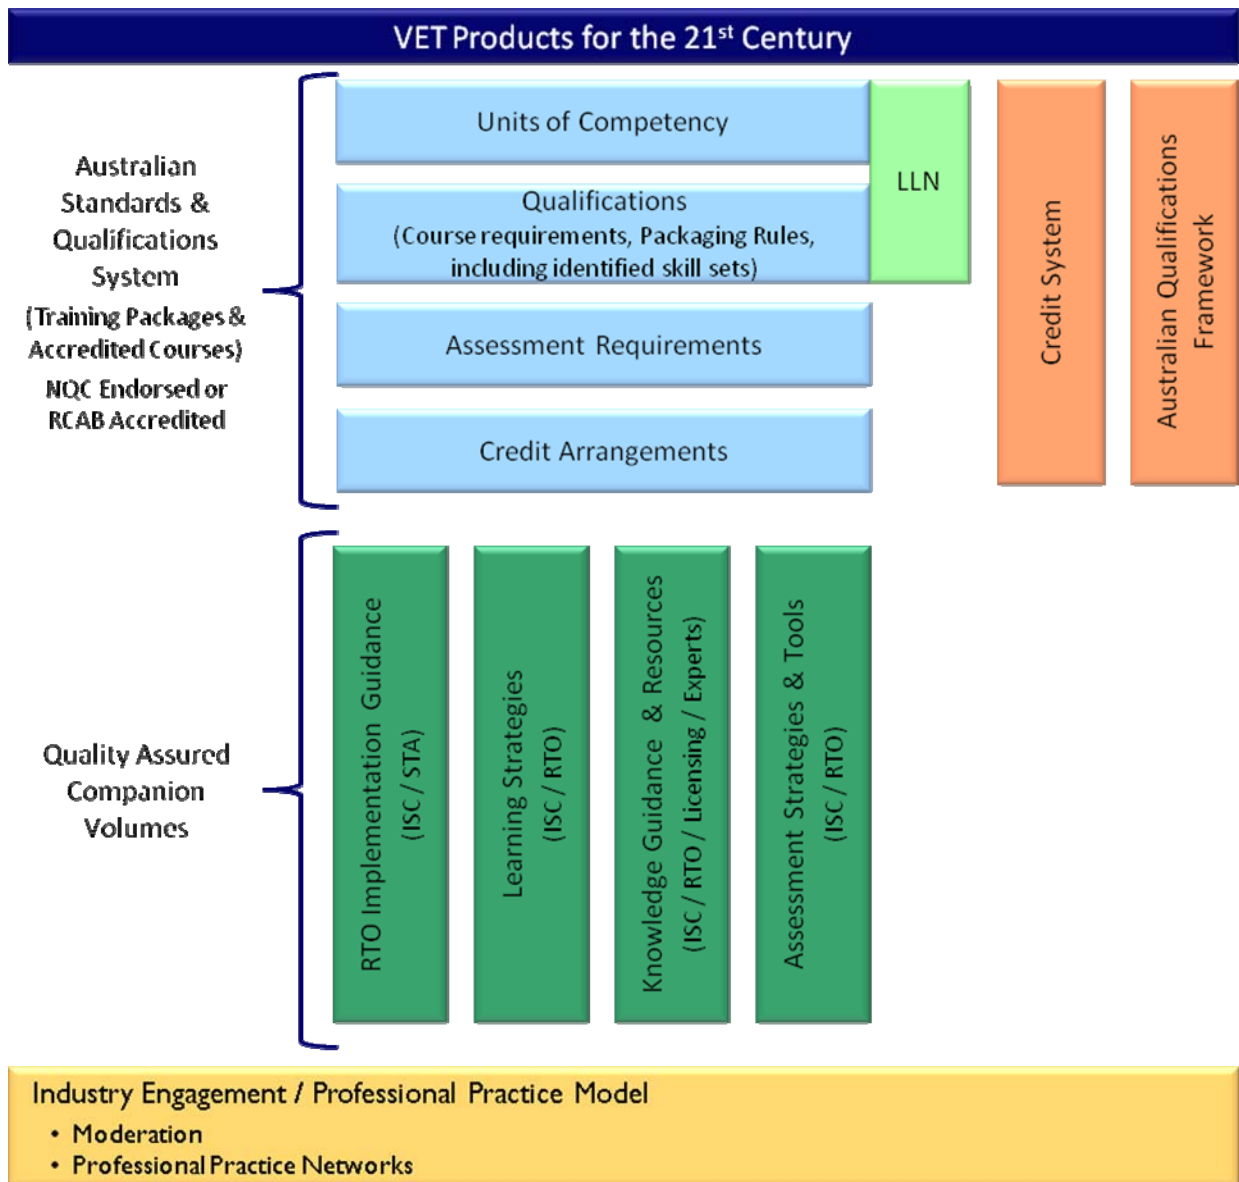 VET Products for the 21st Century
Australian
Standards &
Qualifications
System
(Training Packages &
Accredited Courses)
NQC Endorsed or
RCAB Accredited
Units of Competency
Qualifications
(Course requirements, Packaging Rules,
including identified skill sets)
Assessment Requirements
Credit Arrangements
LLN
Credit System
Australian Qualifications
Framework
Quality Assured
Companion
Volumes
RTO Implementation Guidance
(ISC / STA)
Learning Strategies
(ISC / RTO)
Knowledge Guidance & Resources
(ISC / RTO / Licensing / Experts)
Assessment Strategies & Tools
(ISC / RTO)
Industry Engagement / Professional Practice Model
• Moderation
• Professional Practice Networks